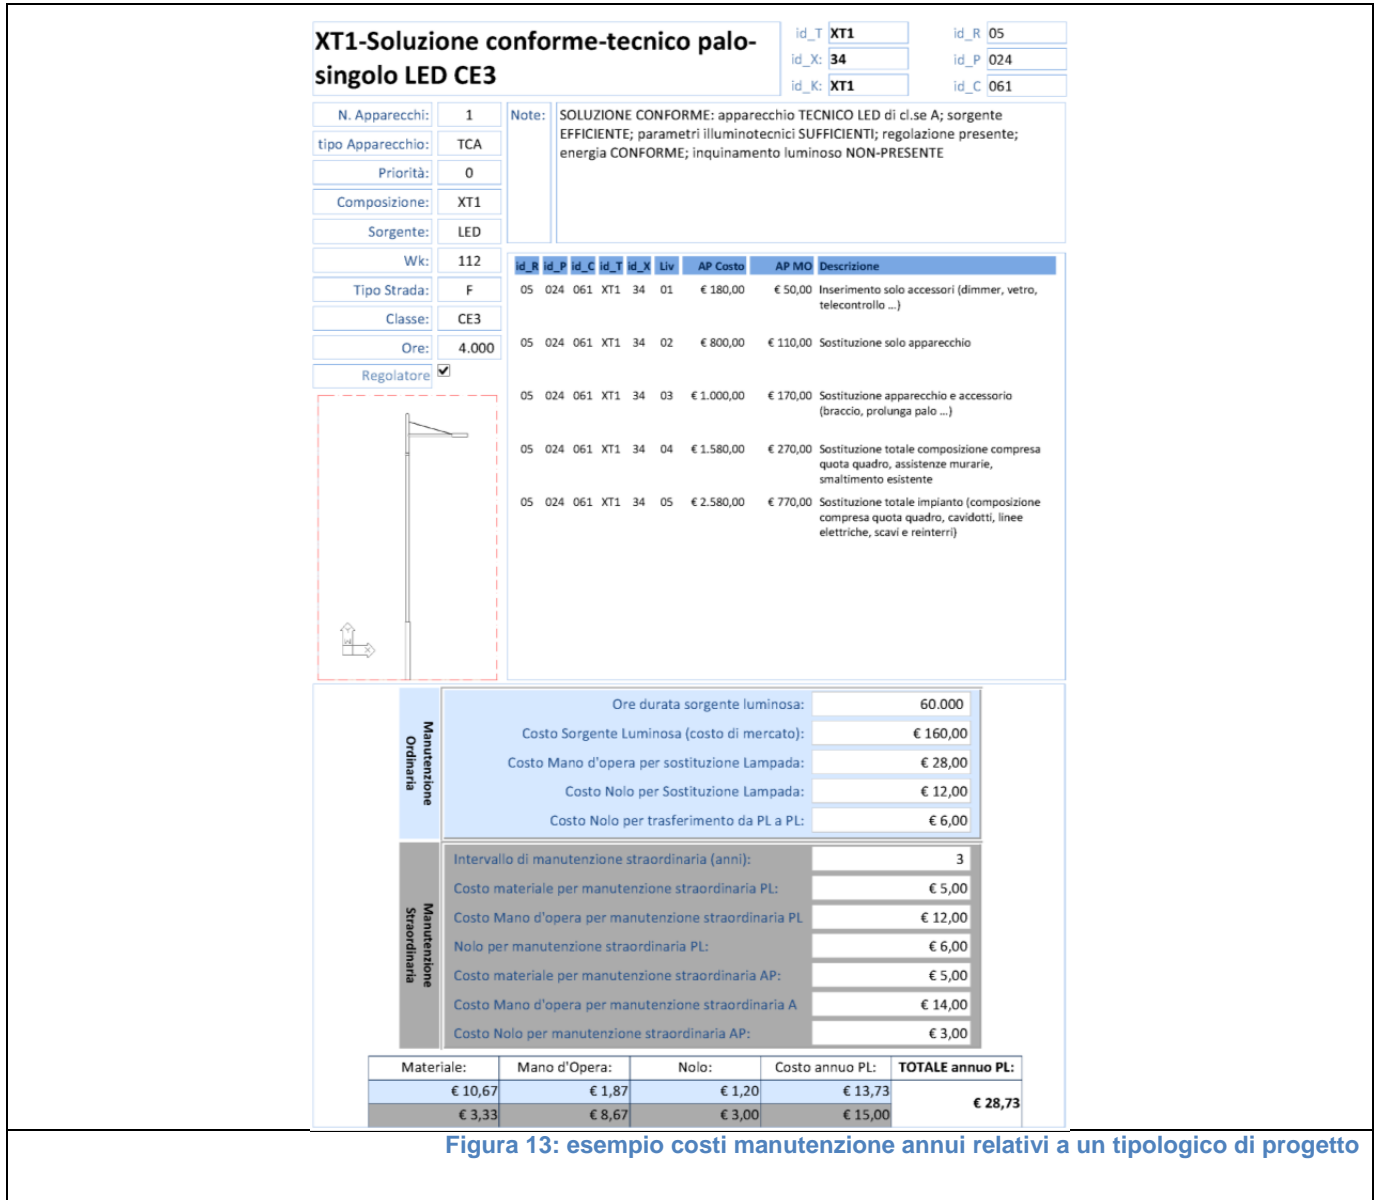 XT1-Soluzione conforme-tecnico palo-
singolo LED CE3
id_T XT1 id_R 05
id_X: 34 id_P 024
id_K: XT1 id_C 061
N. Apparecchi: 1
tipo Apparecchio: TCA
Priorità: 0
Composizione: XT1
Sorgente: LED
Wk: 112
Tipo Strada: F
Classe: CE3
Ore: 4.000
Regolatore
Note: SOLUZIONE CONFORME: apparecchio TECNICO LED di cl.se A; sorgente
EFFICIENTE; parametri illuminotecnici SUFFICIENTI; regolazione presente;
energia CONFORME; inquinamento luminoso NON-PRESENTE
id_R id_P id_C id_T id_X Liv AP Costo AP MO Descrizione
05 024 061 XT1 34 01 € 180,00 € 50,00 Inserimento solo accessori (dimmer, vetro,
telecontrollo ...)
05 024 061 XT1 34 02 € 800,00 € 110,00 Sostituzione solo apparecchio
05 024 061 XT1 34 03 € 1.000,00 € 170,00 Sostituzione apparecchio e accessorio
(braccio, prolunga palo ...)
05 024 061 XT1 34 04 € 1.580,00 € 270,00 Sostituzione totale composizione compresa
quota quadro, assistenze murarie,
smaltimento esistente
05 024 061 XT1 34 05 € 2.580,00 € 770,00 Sostituzione totale impianto (composizione
compresa quota quadro, cavidotti, linee
elettriche, scavi e reinterri)
Y
W
X
Manutenzione
Ordinaria
Ore durata sorgente luminosa: 60.000
Costo Sorgente Luminosa (costo di mercato): € 160,00
Costo Mano d'opera per sostituzione Lampada: € 28,00
Costo Nolo per Sostituzione Lampada: € 12,00
Costo Nolo per trasferimento da PL a PL: € 6,00
Manutenzione
Straordinaria
Intervallo di manutenzione straordinaria (anni): 3
Costo materiale per manutenzione straordinaria PL: € 5,00
Costo Mano d'opera per manutenzione straordinaria PL € 12,00
Nolo per manutenzione straordinaria PL: € 6,00
Costo materiale per manutenzione straordinaria AP: € 5,00
Costo Mano d'opera per manutenzione straordinaria A € 14,00
Costo Nolo per manutenzione straordinaria AP: € 3,00
Materiale: Mano d'Opera: Nolo: Costo annuo PL: TOTALE annuo PL:
€ 10,67 € 1,87 € 1,20 € 13,73
€ 28,73
€ 3,33 € 8,67 € 3,00 € 15,00
Figura 13: esempio costi manutenzione annui relativi a un tipologico di progetto